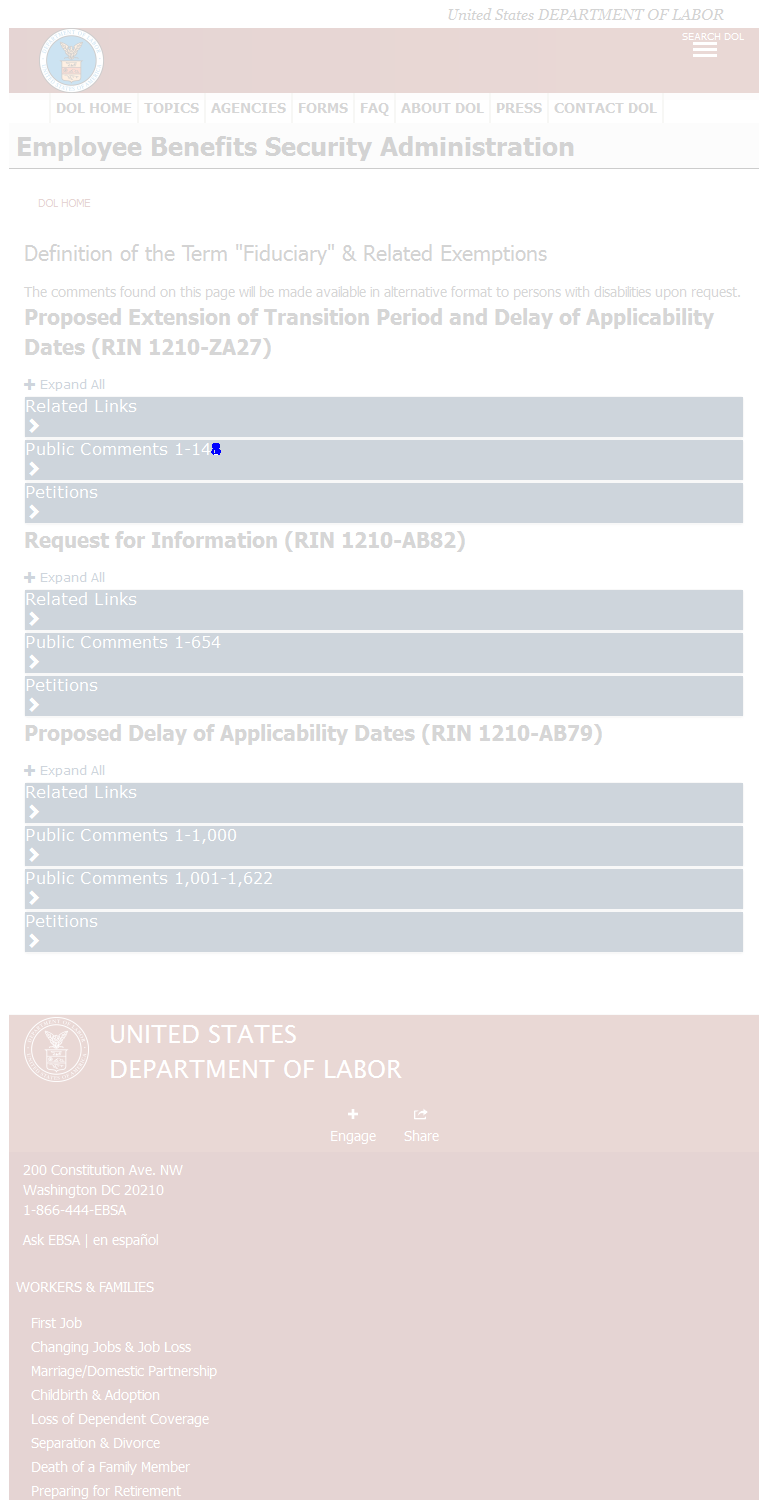 United States DEPARTMENT OF LABOR
SEARCH DOL
DOL HOME TOPICS AGENCIES FORMS FAQ ABOUT DOL PRESS CONTACT DOL
Employee Benefits Security Administration
DOL HOME
Definition of the Term "Fiduciary" & Related Exemptions
The comments found on this page will be made available in alternative format to persons with disabilities upon request.
Proposed Extension of Transition Period and Delay of Applicability
Dates (RIN 1210-ZA27)
Expand All
Related Links
Public Comments
Petitions
Request for Information (RIN 1210-AB82)
Expand All
Related Links
Public Comments 1-654
Petitions
Proposed Delay of Applicability Dates (RIN 1210-AB79)
Expand All
Related Links
Public Comments 1-1,000
Public Comments 1,001-1,622
Petitions
UNITED STATES
DEPARTMENT OF LABOR
Engage Share
200 Constitution Ave. NW
Washington DC 20210
1-866-444-EBSA
Ask EBSA | en español
WORKERS & FAMILIES
First Job
Changing Jobs & Job Loss
Marriage/Domestic Partnership
Childbirth & Adoption
Loss of Dependent Coverage
Separation & Divorce
Death of a Family Member
Preparing for Retirement